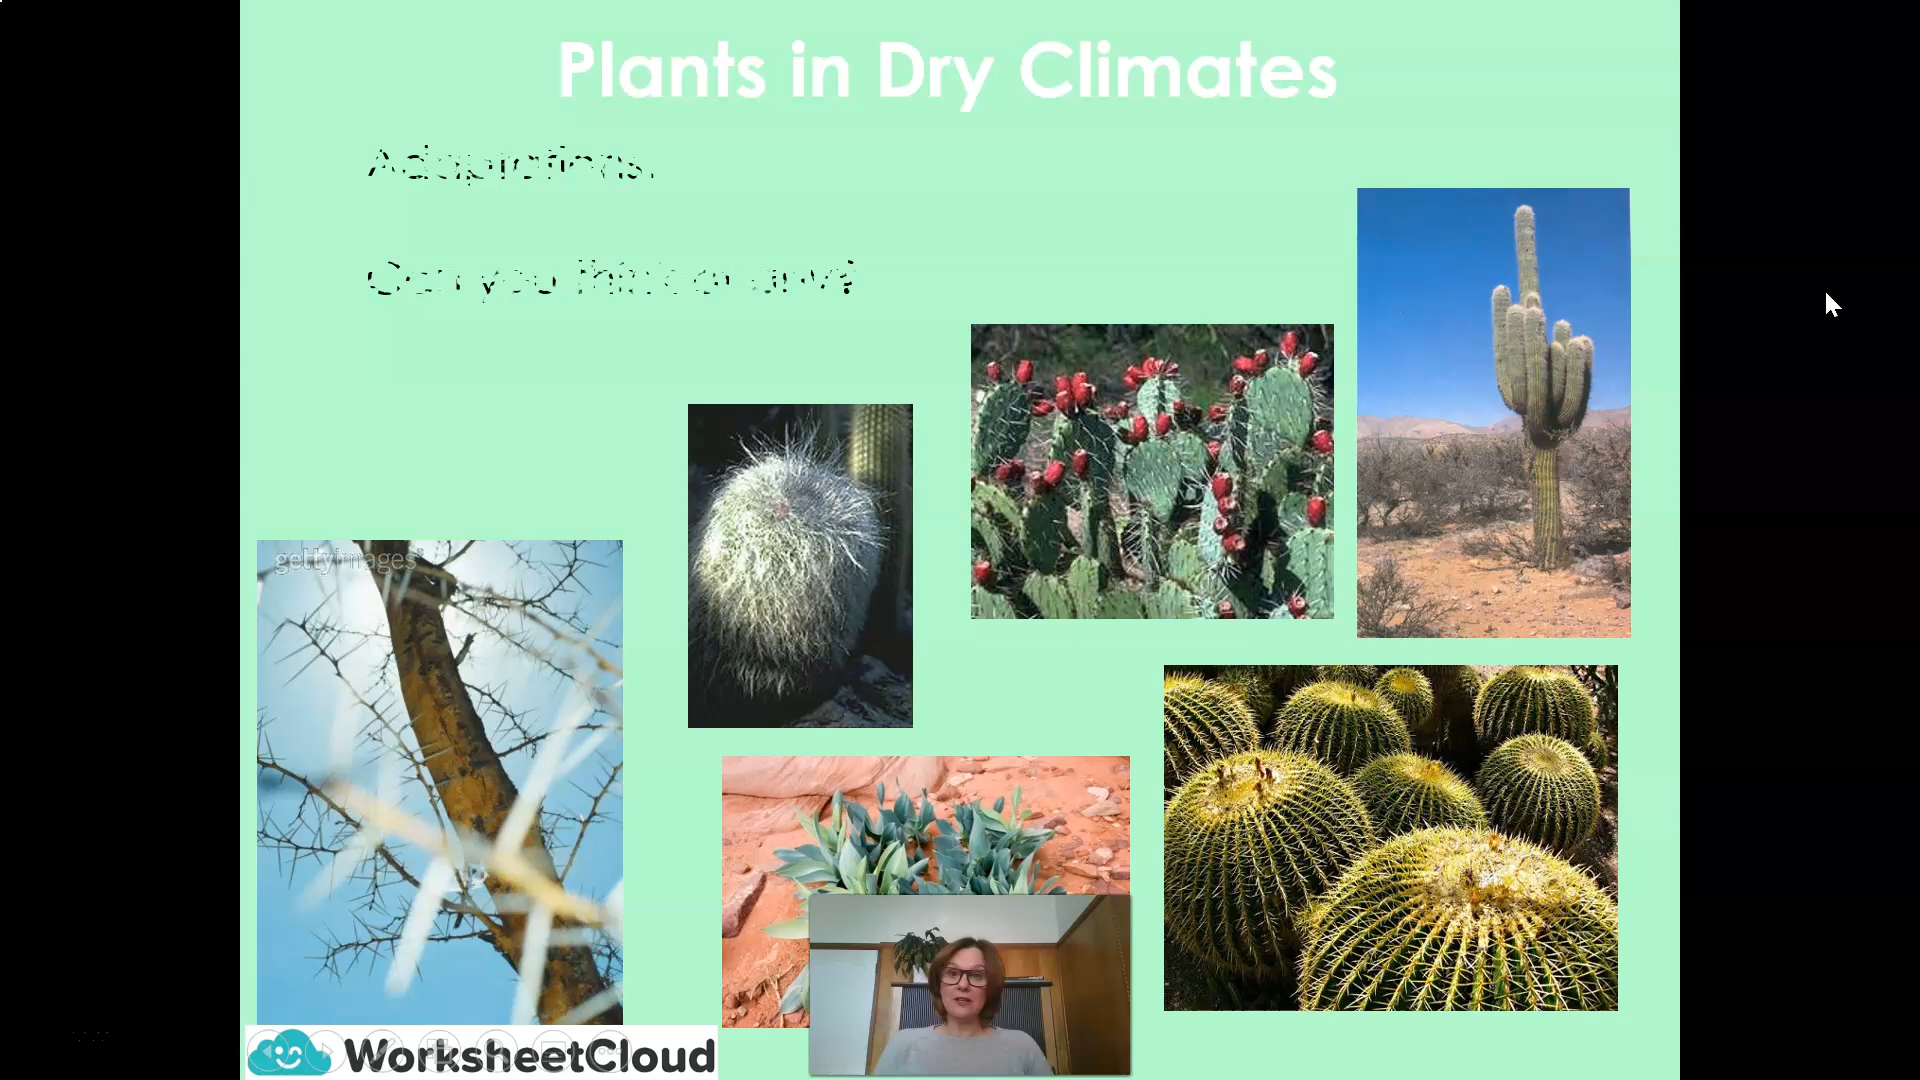 Plants in Dry Climates
Adaptations.
Can you think of any?
gettyimages
WorksheetCloud